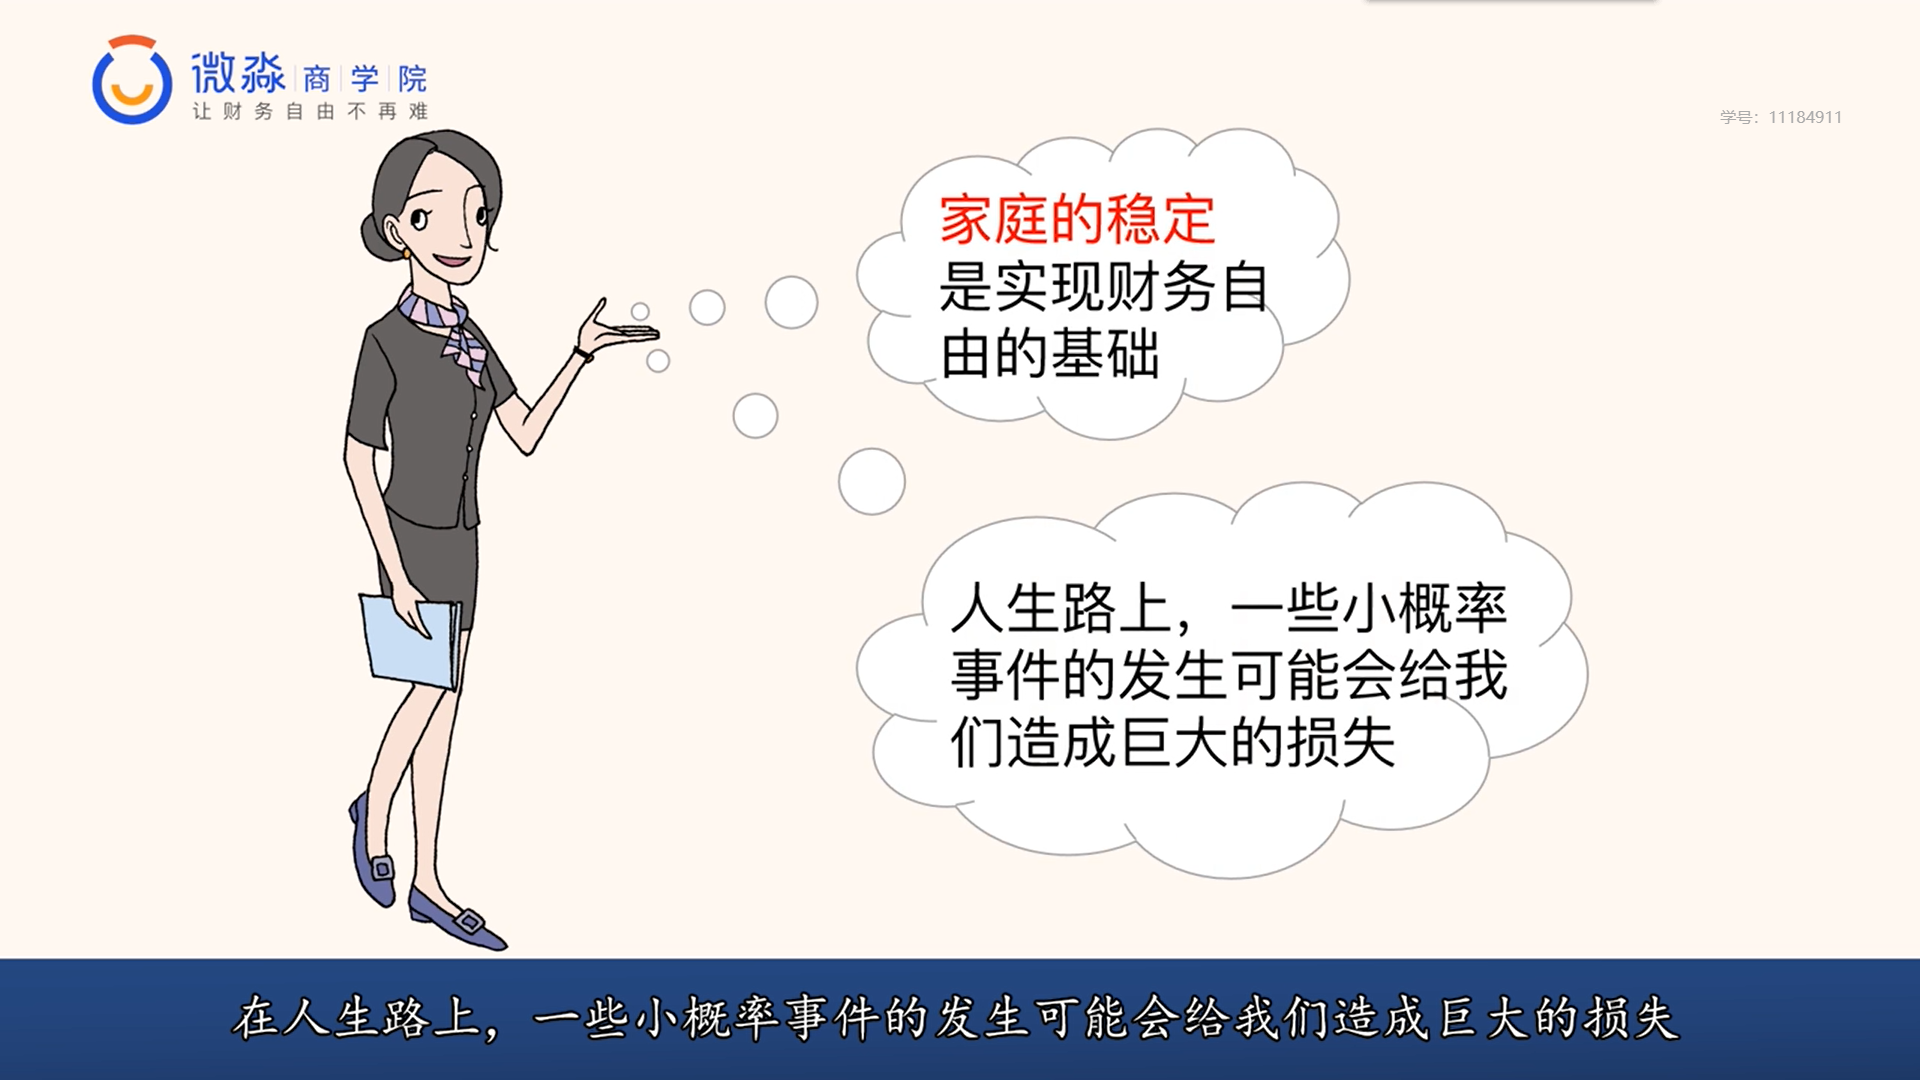 微淼 商 学 院
让财务自由不再难
学号：11184911
家庭的稳定
是实现财务自
由的基础
人生路上，一些小概率
事件的发生可能会给我
们造成巨大的损失
在人生路上，一些小概率事件的发生可能会给我们造成巨大的损失